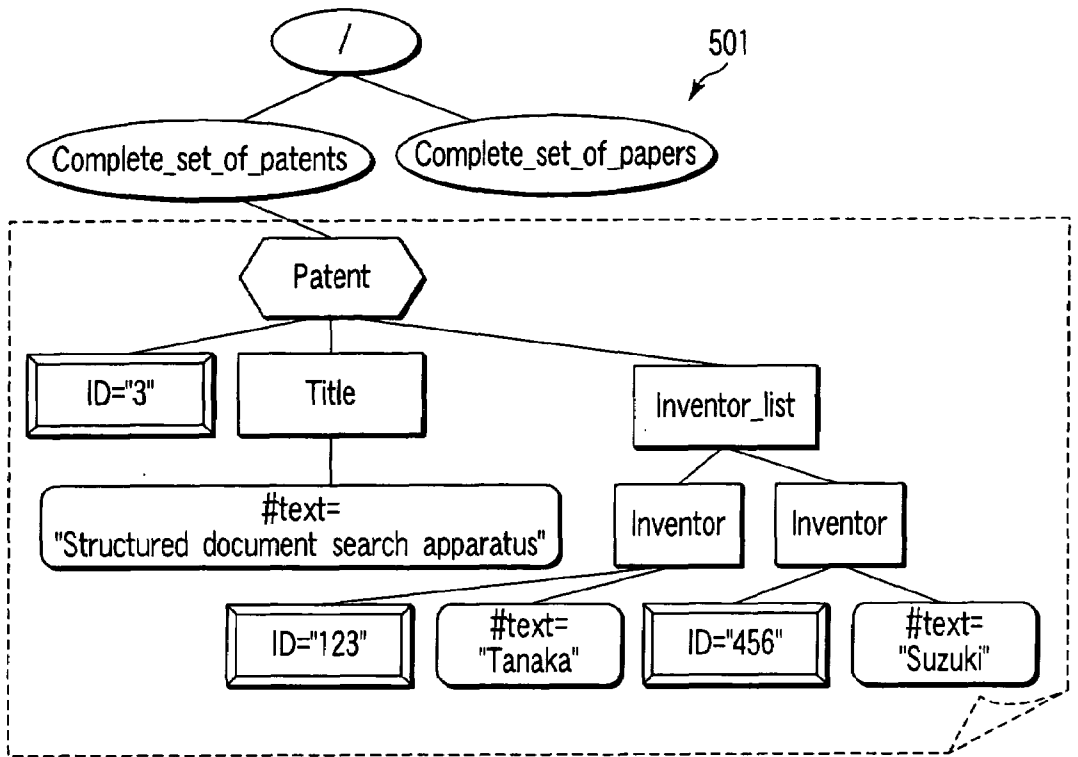 /
501
Complete_set_of_patents
Complete_set_of_papers
Patent
ID="3"
Title
Inventor_list
#text=
"Structured document search apparatus"
Inventor
Inventor
ID="123"
#text=
"Tanaka"
ID="456"
#text=
"Suzuki"